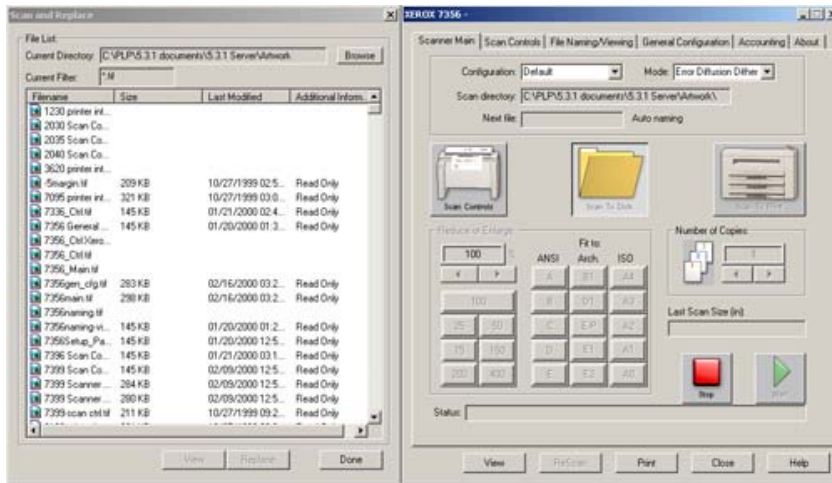 Scan and Replace
File List:
Current Directory: C:\PLP\5.3.1 documents\5.3.1 Server\Artwork
Browse
Current Filter: *.tif
Filename Size Last Modified Additional Inform...
1230 printer int...
2030 Scan Co...
2035 Scan Co...
2040 Scan Co...
3620 printer int...
-5margin.tif 209 KB 10/27/1999 02:5... Read Only
7095 printer int... 321 KB 10/27/1999 03:0... Read Only
7336_Ctrl.tif 145 KB 01/21/2000 02:4... Read Only
7356 General ... 145 KB 01/20/2000 01:3... Read Only
7356_Ctrl.Xero...
7356_Ctrl.tif
7356_Main.tif
7356gen_cfg.tif 283 KB 02/16/2000 03:2... Read Only
7356main.tif 298 KB 02/16/2000 03:2... Read Only
7356naming.tif
7356naming-vi... 145 KB 01/20/2000 01:2... Read Only
7356Setup_Pa... 145 KB 01/20/2000 12:5... Read Only
7396 Scan Co... 145 KB 01/21/2000 03:1... Read Only
7399 Scan Co... 145 KB 02/09/2000 12:5... Read Only
7399 Scanner ... 284 KB 02/09/2000 12:5... Read Only
7399 Scanner ... 280 KB 02/09/2000 12:5... Read Only
7399-scan chtl.tif 211 KB 10/27/1999 09:2... Read Only
View Replace Done
XEROX 7356 -
Scanner Main Scan Controls File Naming/Viewing General Configuration Accounting About
Configuration: Default Mode: Error Diffusion Dither
Scan directory: C:\PLP\5.3.1 documents\5.3.1 Server\Artwork\
Next file: Auto naming
Scan Controls Scan To Disk Scan To Print
Reduce or Enlarge
100 %
100
25 50
75 150
200 400
Fit to:
ANSI Arch. ISO
A B1 A4
B D1 A3
C E/P A2
D E1 A1
E E2 A0
Number of Copies:
1
Last Scan Size (in)
Stop Start
Status:
View ReScan Print Close Help